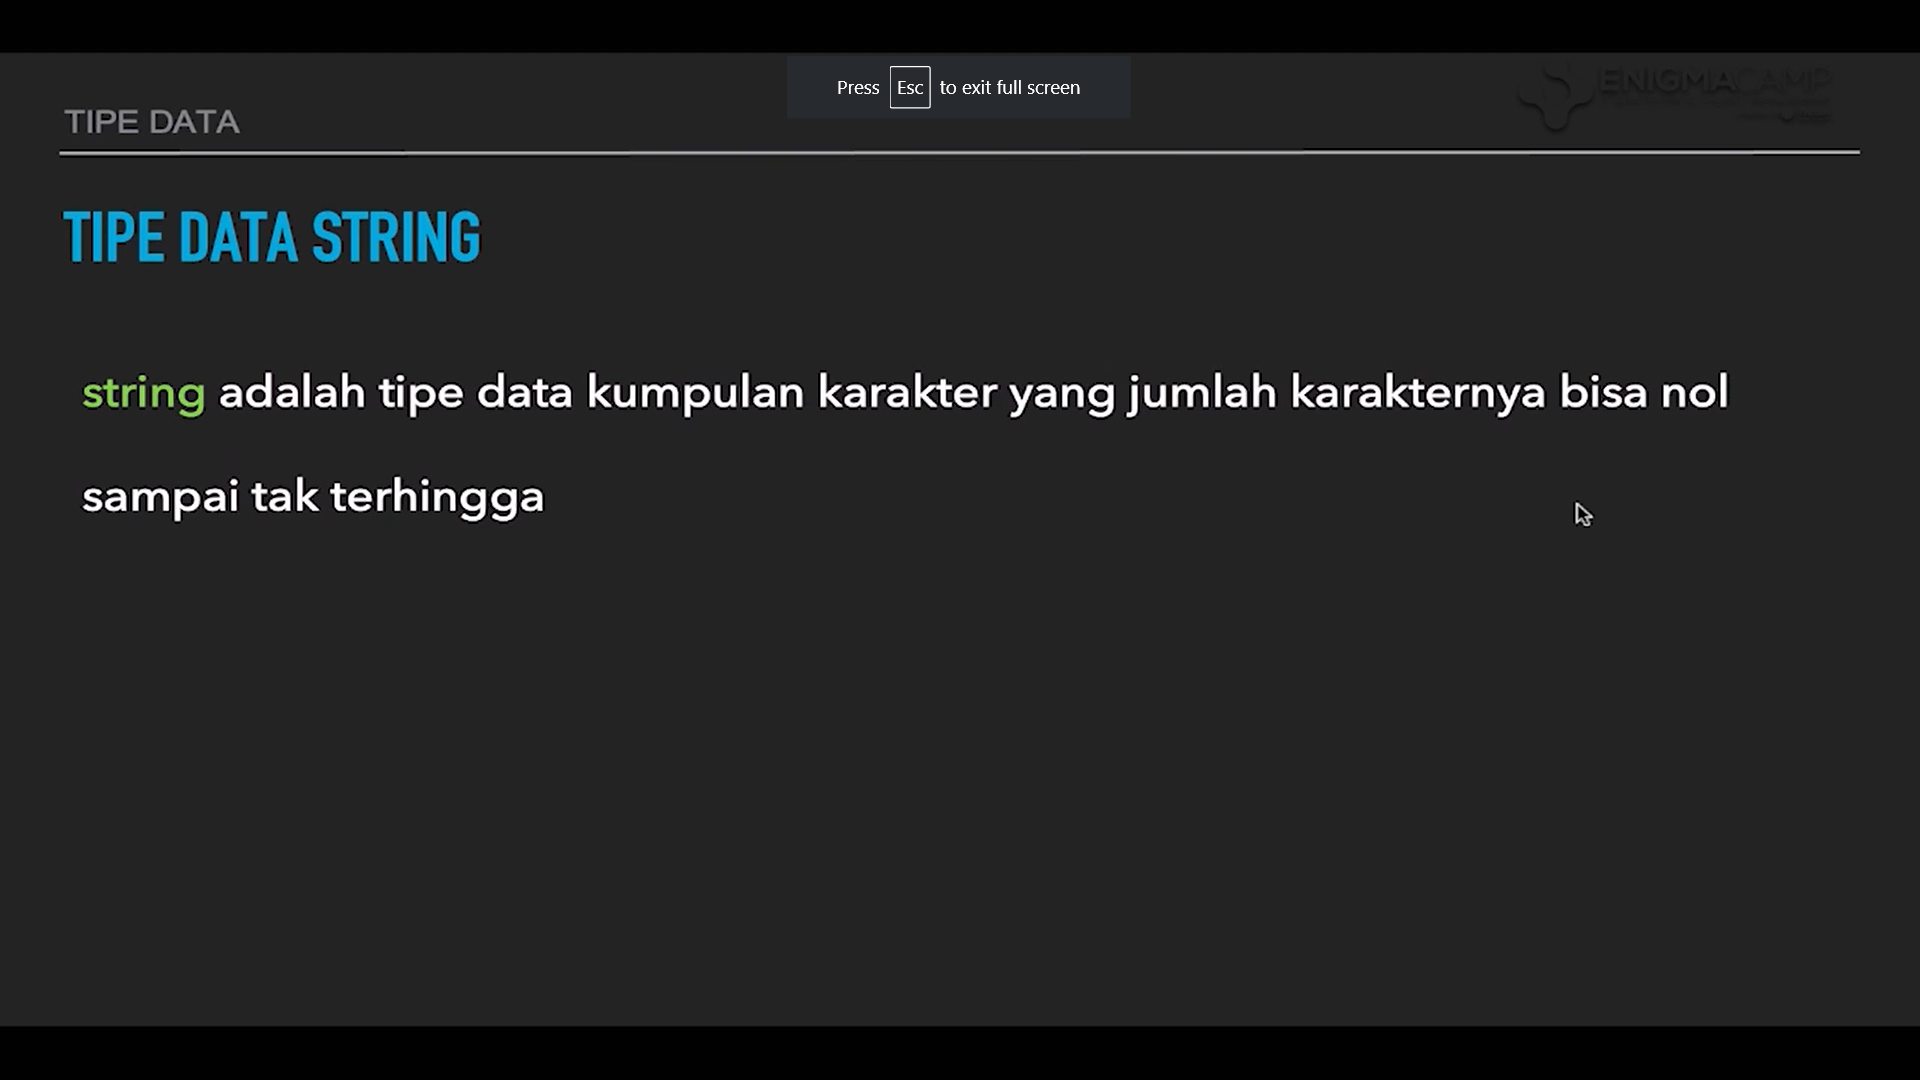 Press Esc to exit full screen
ENIGMACAMP
TIPE DATA
TIPE DATA STRING
string adalah tipe data kumpulan karakter yang jumlah karakternya bisa nol
sampai tak terhingga